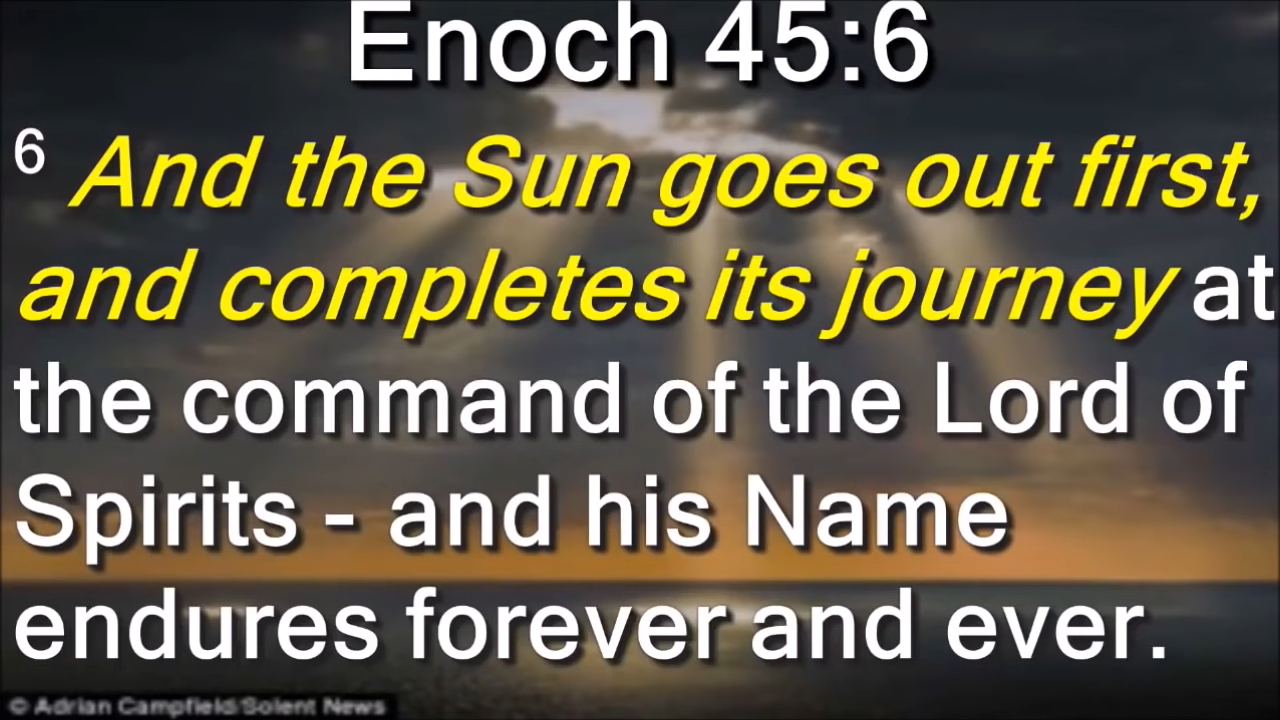 Enoch 45:6
6 And the Sun goes out first,
and completes its journey at
the command of the Lord of
Spirits - and his Name
endures forever and ever.
© Adrian Campfield/Solent News